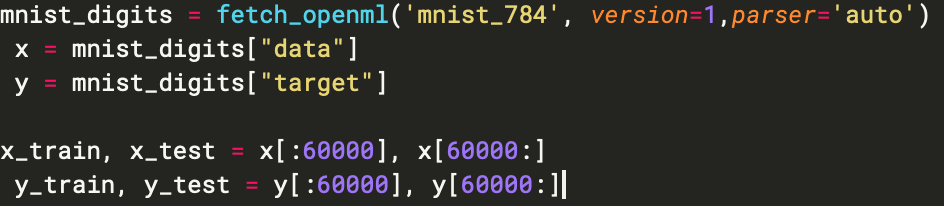 mnist_digits = fetch_openml('mnist_784', version=1,parser='auto')
 x = mnist_digits["data"]
 y = mnist_digits["target"]
x_train, x_test = x[:60000], x[60000:]
 y_train, y_test = y[:60000], y[60000:]